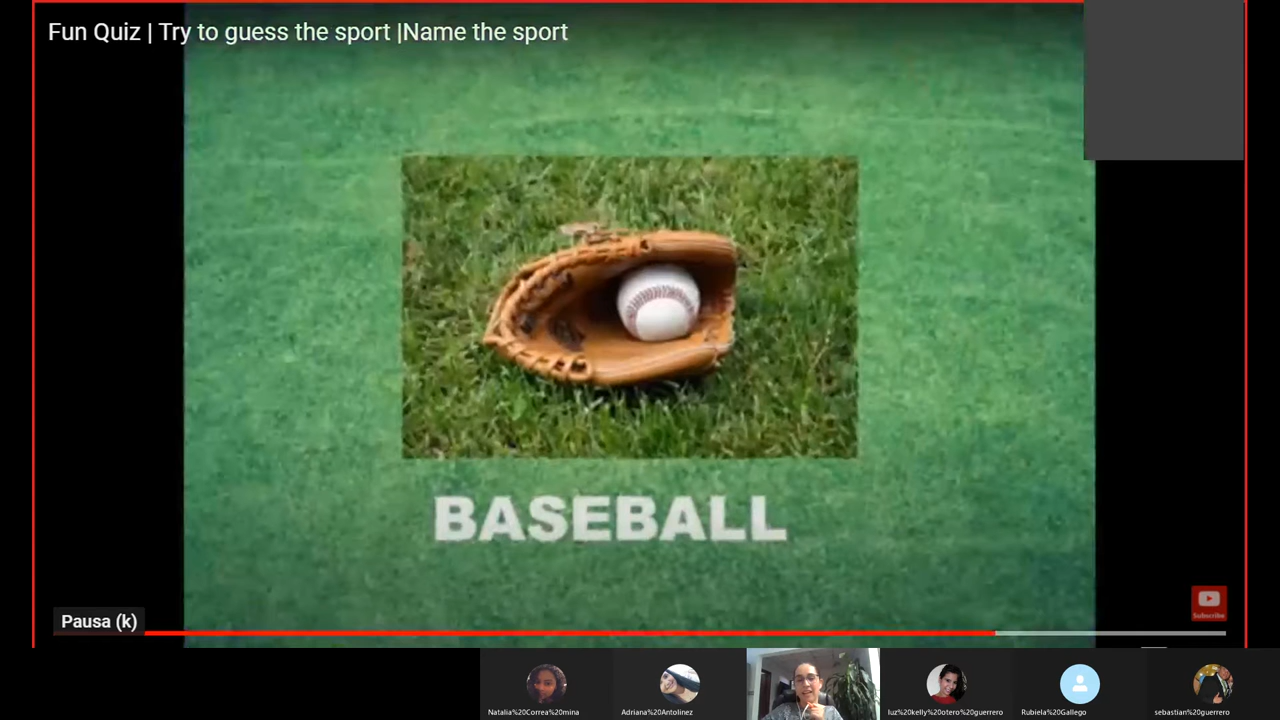 Fun Quiz | Try to guess the sport |Name the sport
BASEBALL
Subscribe
Pausa (k)
Natalia%20Correa%20mina
Adriana%20Antolinez
luz%20kelly%20otero%20guerrero
Rubiela%20Gallego
sebastian%20guerrero